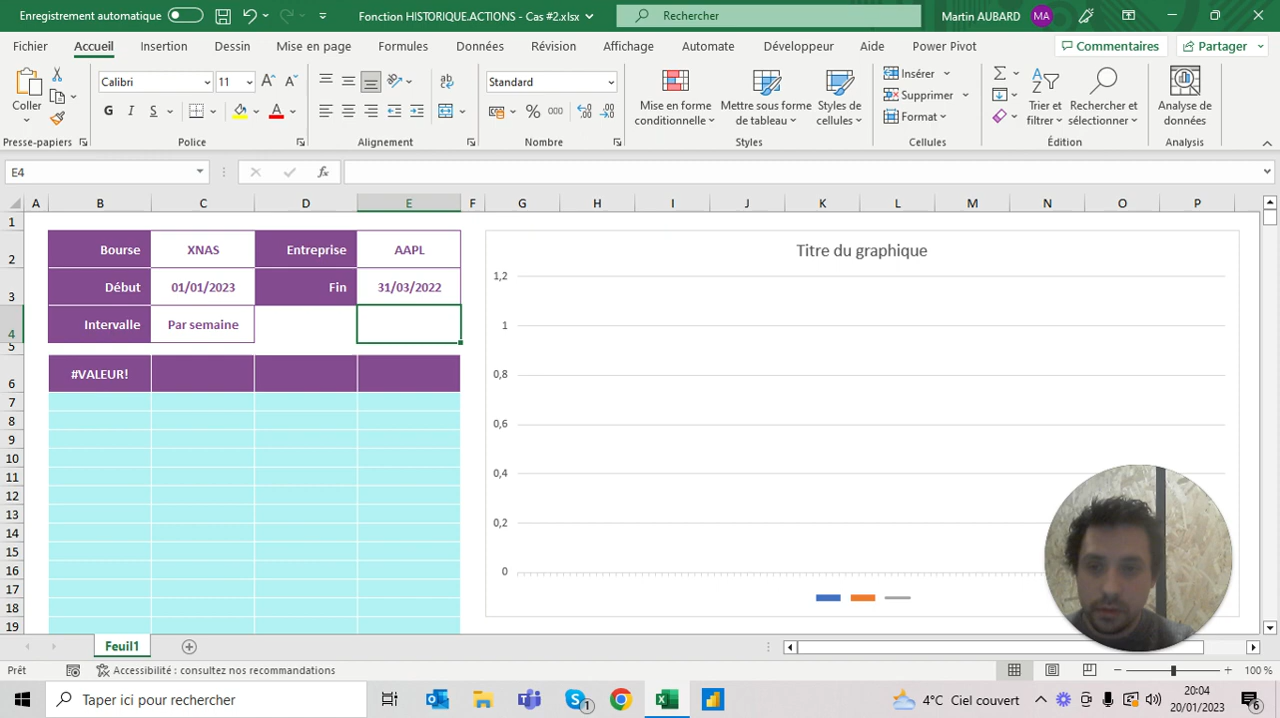 Enregistrement automatique
Fonction HISTORIQUE.ACTIONS - Cas #2.xlsx
Rechercher
Martin AUBARD
MA
Fichier Accueil Insertion Dessin Mise en page Formules Données Révision Affichage Automate Développeur Aide Power Pivot
Commentaires
Partager
Coller
Calibri 11
G I S
ab
Standard
% 000
Mise en forme conditionnelle
Mettre sous forme de tableau
Styles de cellules
Insérer
Supprimer
Format
Trier et filtrer
Rechercher et sélectionner
Analyse de données
Presse-papiers Police Alignement Nombre Styles Cellules Édition Analysis
E4
fx
A B C D E F G H I J K L M N O P
1
2 Bourse XNAS Entreprise AAPL
3 Début 01/01/2023 Fin 31/03/2022
4 Intervalle Par semaine
5
6 #VALEUR!
7
8
9
10
11
12
13
14
15
16
17
18
19
Titre du graphique
1,2
1
0,8
0,6
0,4
0,2
0
Feuil1
Prêt
Accessibilité : consultez nos recommandations
100 %
Taper ici pour rechercher
1
4°C Ciel couvert
20:04
20/01/2023
6